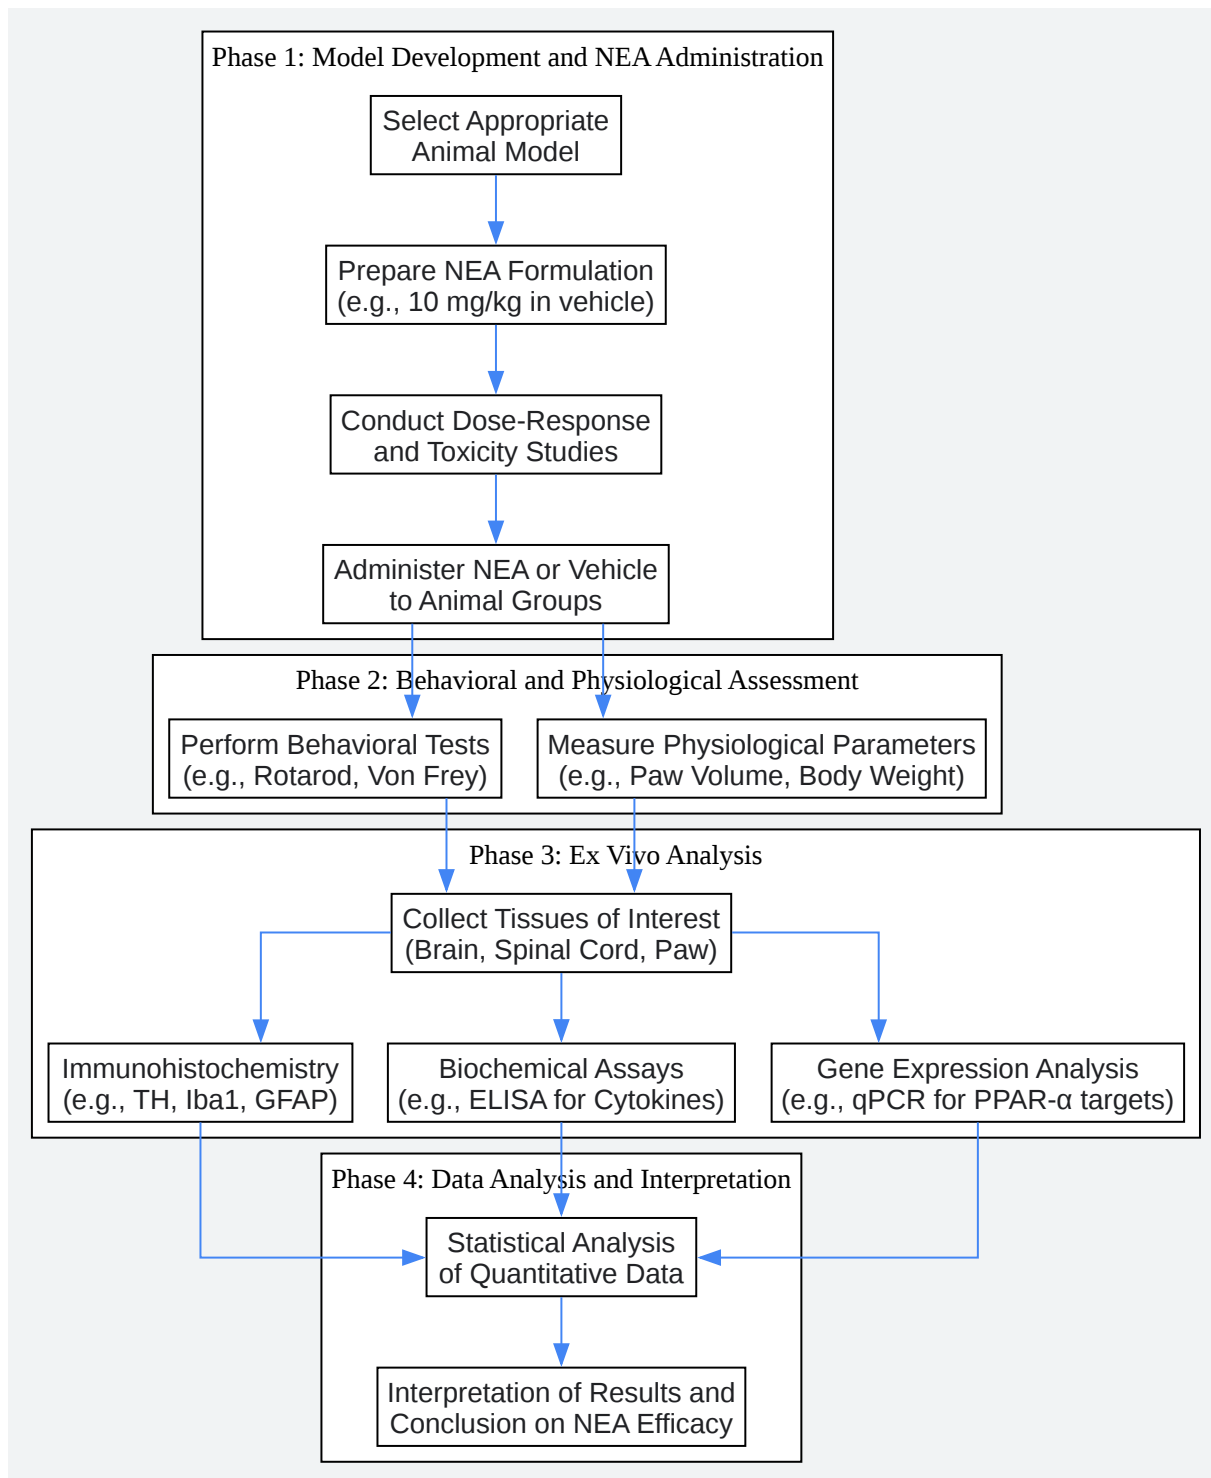 Phase 1: Model Development and NEA Administration
Select Appropriate
Animal Model
Prepare NEA Formulation
(e.g., 10 mg/kg in vehicle)
Conduct Dose-Response
and Toxicity Studies
Administer NEA or Vehicle
to Animal Groups
Phase 2: Behavioral and Physiological Assessment
Perform Behavioral Tests
(e.g., Rotarod, Von Frey)
Measure Physiological Parameters
(e.g., Paw Volume, Body Weight)
Phase 3: Ex Vivo Analysis
Collect Tissues of Interest
(Brain, Spinal Cord, Paw)
Immunohistochemistry
(e.g., TH, Iba1, GFAP)
Biochemical Assays
(e.g., ELISA for Cytokines)
Gene Expression Analysis
(e.g., qPCR for PPAR-α targets)
Phase 4: Data Analysis and Interpretation
Statistical Analysis
of Quantitative Data
Interpretation of Results and
Conclusion on NEA Efficacy